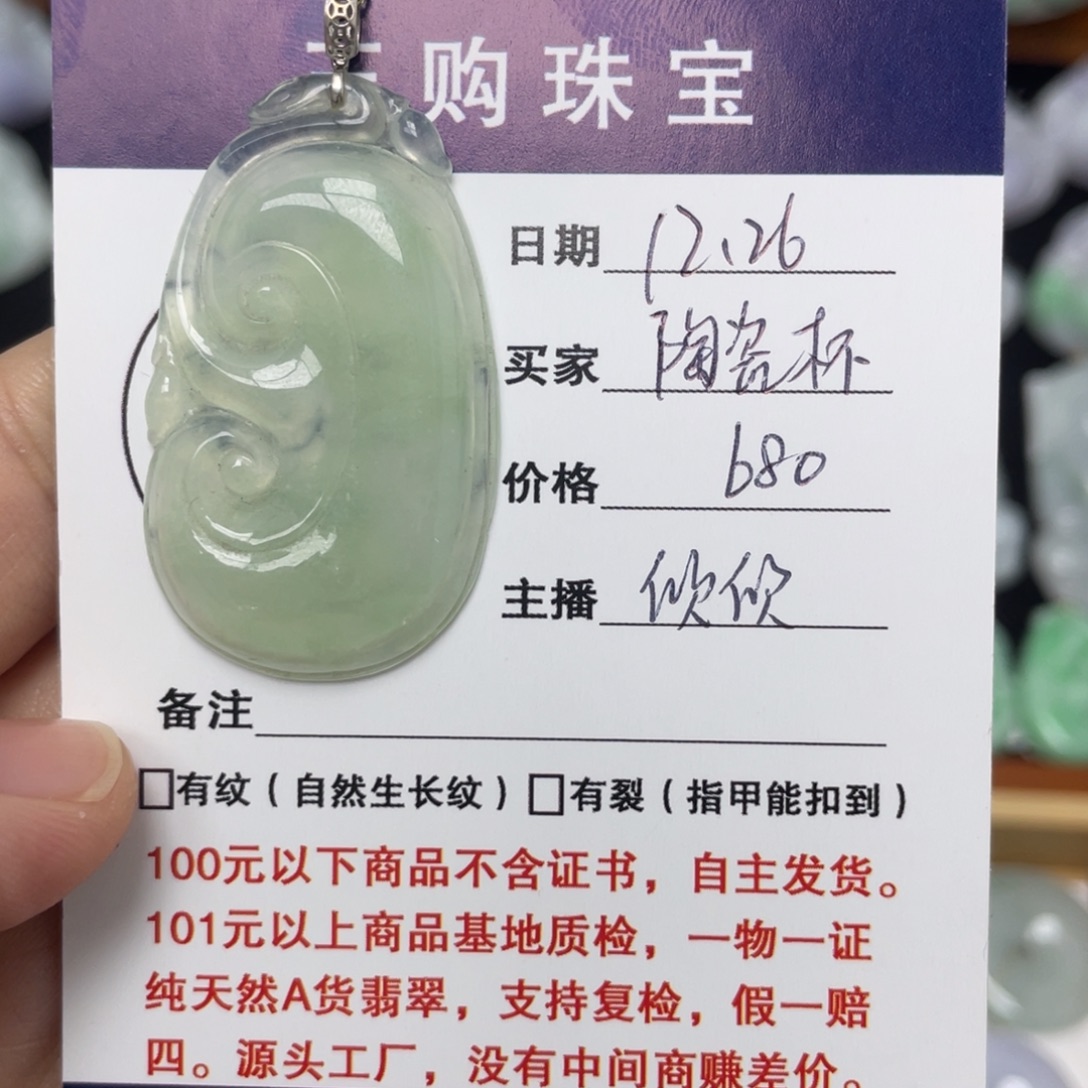 购珠宝
日期 12.26
买家 陶瓷杯
价格 680
主播 欣欣
备注
□有纹（自然生长纹）□有裂（指甲能扣到）
100元以下商品不含证书，自主发货。
101元以上商品基地质检，一物一证
纯天然A货翡翠，支持复检，假一赔
四。源头工厂，没有中间商赚差价。